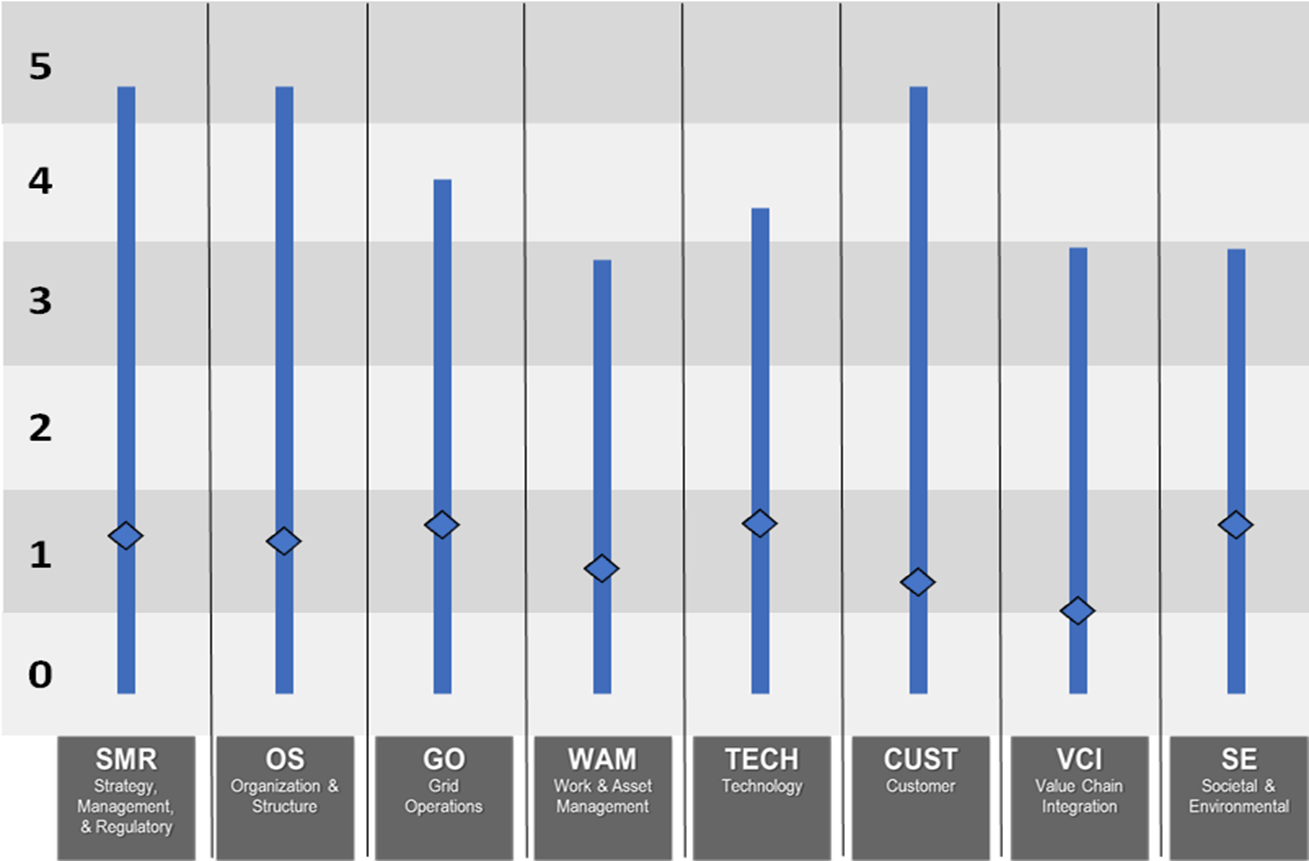 5
4
3
2
1
0
SMR
Strategy,
Management,
& Regulatory
OS
Organization &
Structure
GO
Grid
Operations
WAM
Work & Asset
Management
TECH
Technology
CUST
Customer
VCI
Value Chain
Integration
SE
Societal &
Environmental